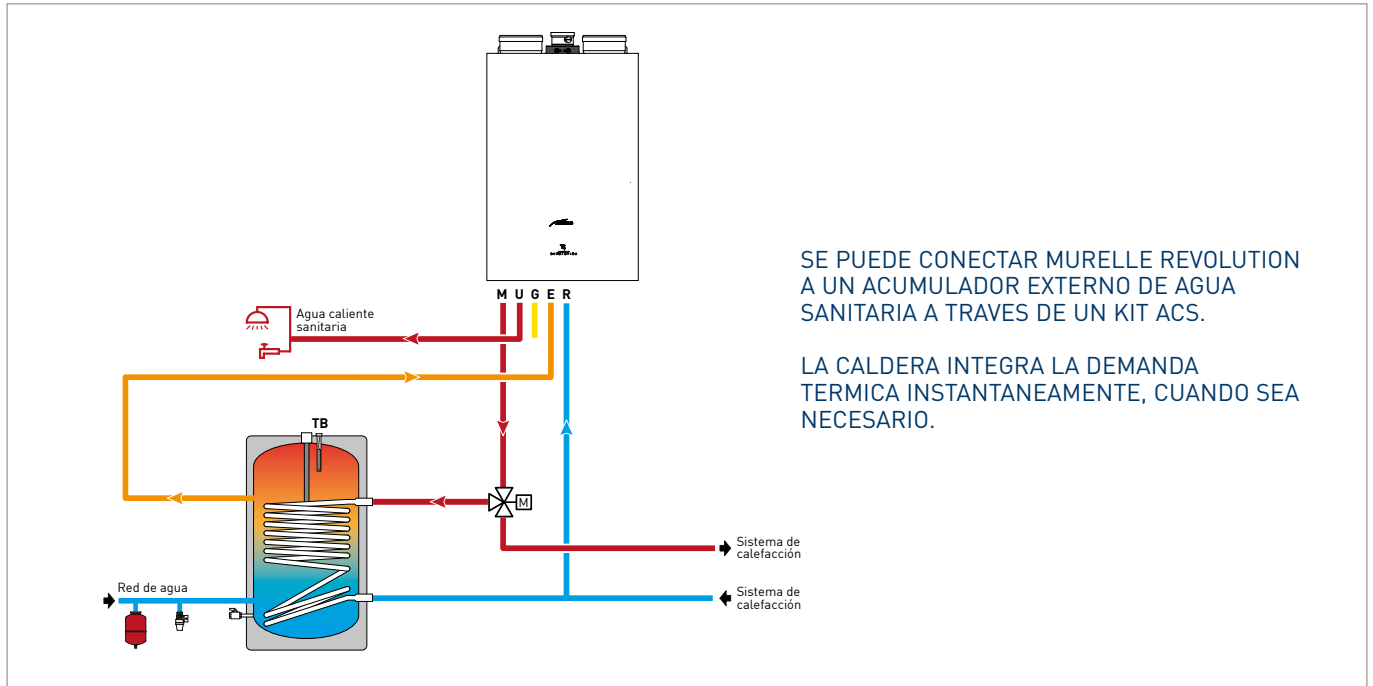 M U G E R
Agua caliente
sanitaria
TB
M
Sistema de
calefacción
Red de agua
Sistema de
calefacción
SE PUEDE CONECTAR MURELLE REVOLUTION
A UN ACUMULADOR EXTERNO DE AGUA
SANITARIA A TRAVES DE UN KIT ACS.
LA CALDERA INTEGRA LA DEMANDA
TERMICA INSTANTANEAMENTE, CUANDO SEA
NECESARIO.